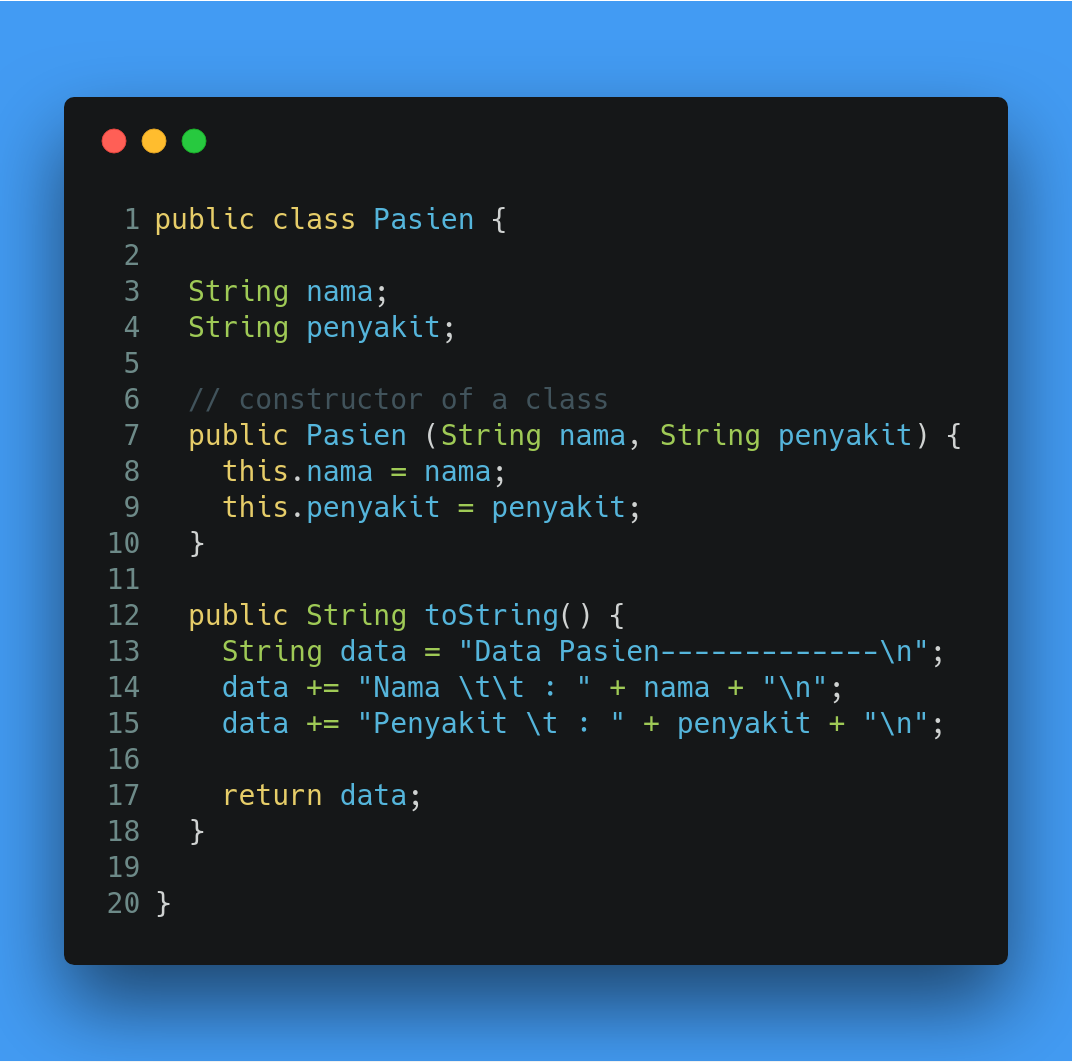 1 public class Pasien {
2
3   String nama;
4   String penyakit;
5
6   // constructor of a class
7   public Pasien (String nama, String penyakit) {
8     this.nama = nama;
9     this.penyakit = penyakit;
10   }
11
12   public String toString() {
13     String data = "Data Pasien-------------\n";
14     data += "Nama \t\t : " + nama + "\n";
15     data += "Penyakit \t : " + penyakit + "\n";
16
17     return data;
18   }
19
20 }